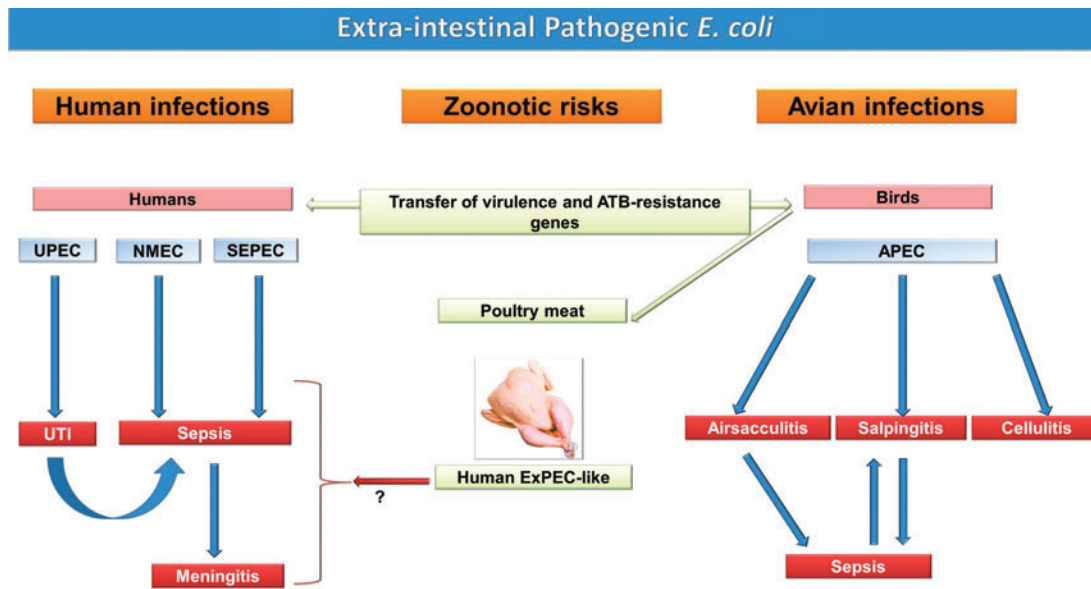 Extra-intestinal Pathogenic E. coli
Human infections
Zoonotic risks
Avian infections
Humans
Transfer of virulence and ATB-resistance
genes
Birds
UPEC
NMEC
SEPEC
APEC
Poultry meat
UTI
Sepsis
Airsacculitis
Salpingitis
Cellulitis
Human ExPEC-like
?
Meningitis
Sepsis